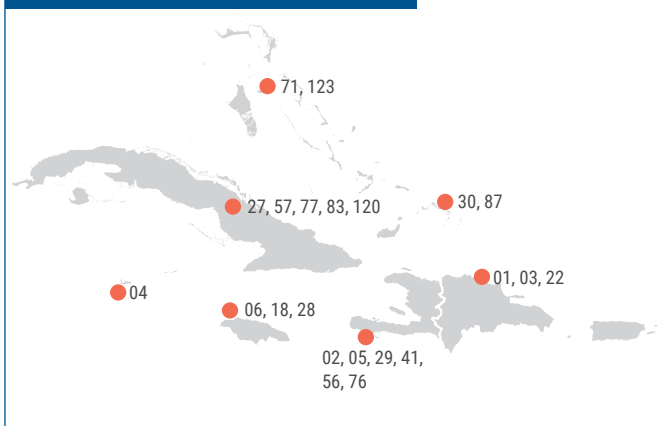 71, 123
27, 57, 77, 83, 120
30, 87
01, 03, 22
04
06, 18, 28
02, 05, 29, 41,
56, 76